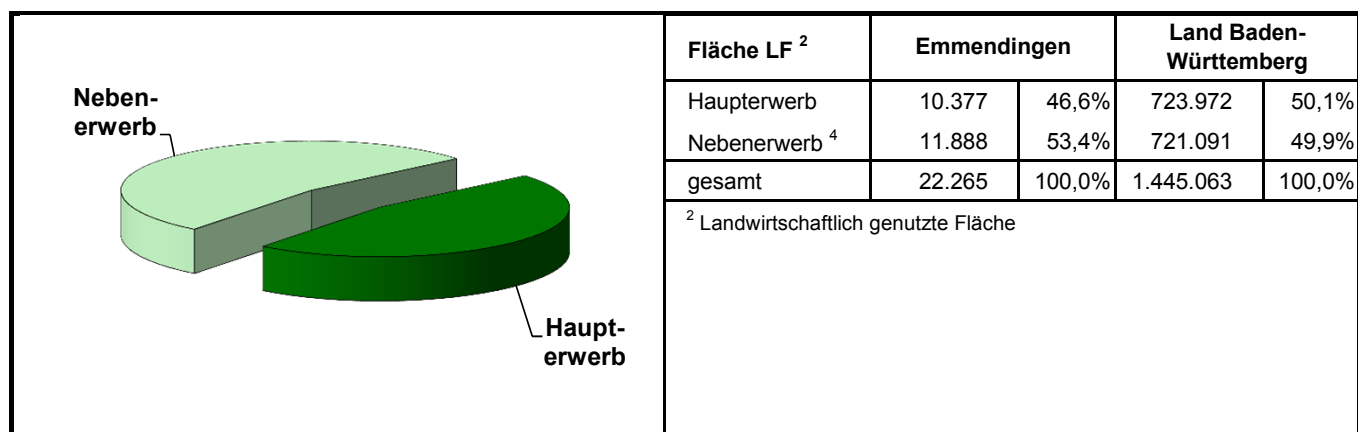 Neben-
erwerb
Haupt-
erwerb
Fläche LF ² Emmendingen Land Baden-
Württemberg
Haupterwerb 10.377 46,6% 723.972 50,1%
Nebenerwerb ⁴ 11.888 53,4% 721.091 49,9%
gesamt 22.265 100,0% 1.445.063 100,0%
² Landwirtschaftlich genutzte Fläche